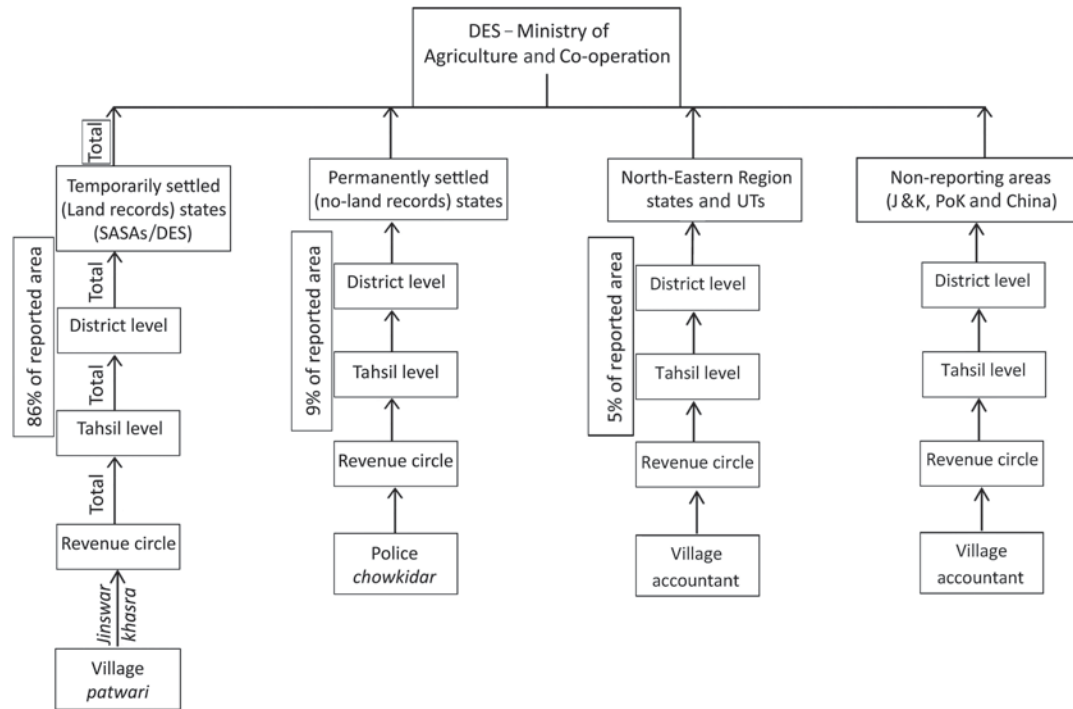 DES – Ministry of
Agriculture and Co-operation
Total
Temporarily settled
(Land records) states
(SASAs/DES)
86% of reported area
Total
District level
Total
Tahsil level
Total
Revenue circle
Jinswar
khasra
Village
patwari
Permanently settled
(no-land records) states
9% of reported area
District level
Tahsil level
Revenue circle
Police
chowkidar
North-Eastern Region
states and UTs
5% of reported area
District level
Tahsil level
Revenue circle
Village
accountant
Non-reporting areas
(J&K, PoK and China)
District level
Tahsil level
Revenue circle
Village
accountant